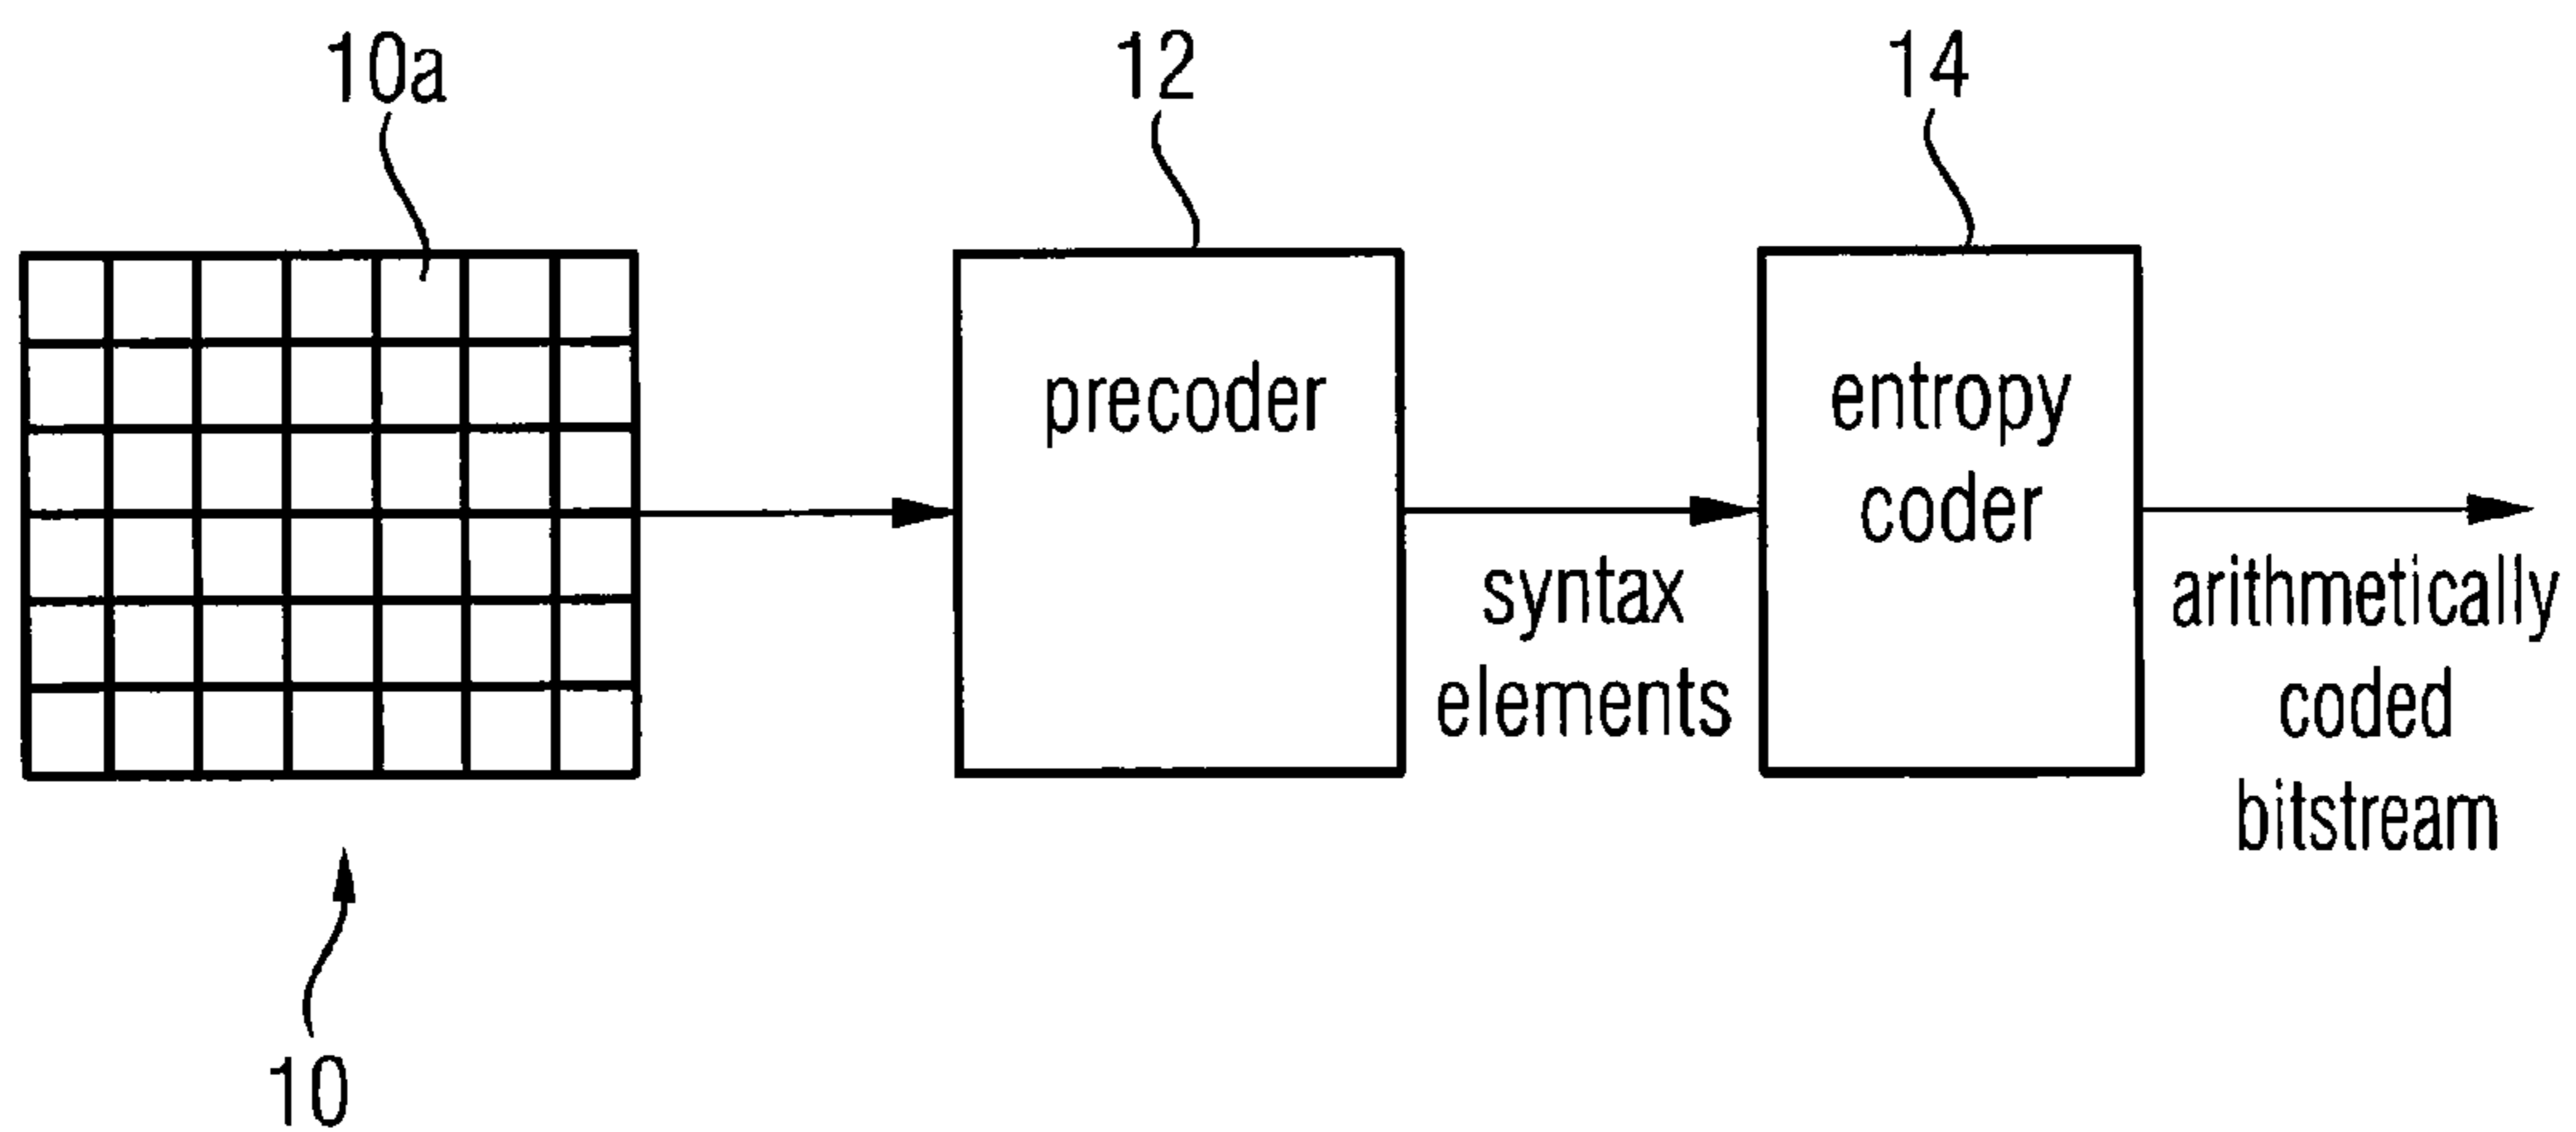 10a
12
14
precoder
entropy
coder
syntax
elements
arithmetically
coded
bitstream
10